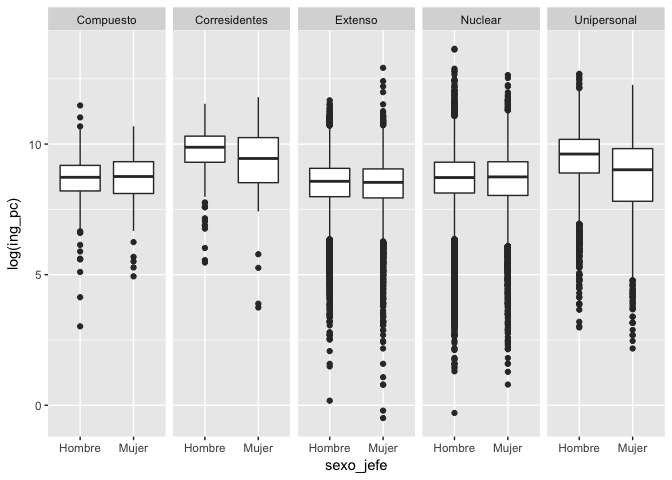 Compuesto Corresidentes Extenso Nuclear Unipersonal
log(ing_pc)
10
5
0
Hombre Mujer Hombre Mujer Hombre Mujer Hombre Mujer Hombre Mujer
sexo_jefe